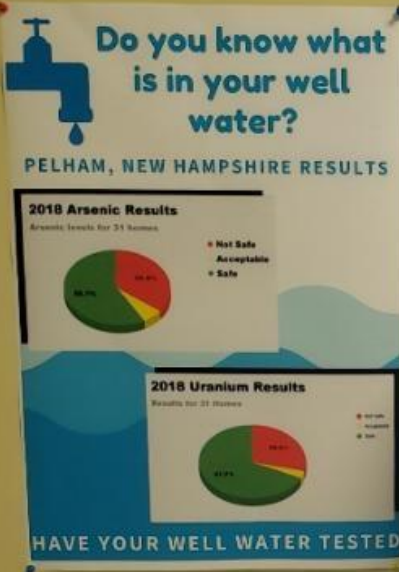 Do you know what
is in your well
water?
PELHAM, NEW HAMPSHIRE RESULTS
2018 Arsenic Results
Arsenic levels for 31 homes
Not Safe
Acceptable
Safe
2018 Uranium Results
Results for 31 Homes
HAVE YOUR WELL WATER TESTED